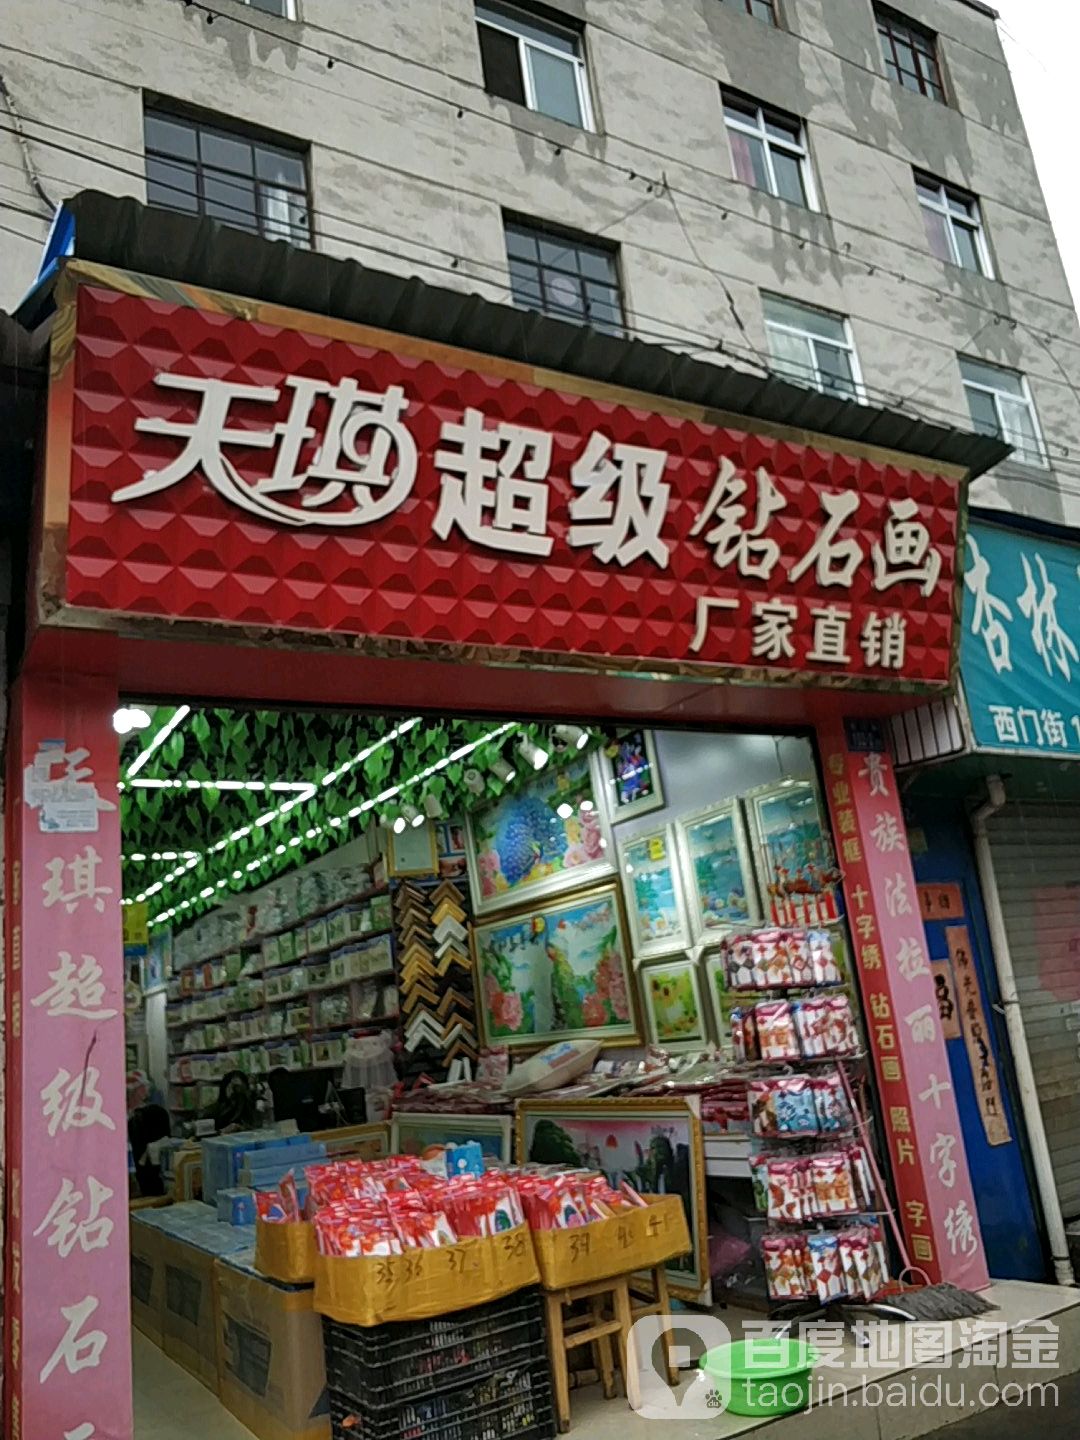 天琪超级钻石画
厂家直销
杏林
西门街1
天琪超级钻石
贵族法拉丽十字绣
专业装框 十字绣 钻石画 照片 字画
35 36 37 38 39 40 41
百度地图淘金
taojin.baidu.com